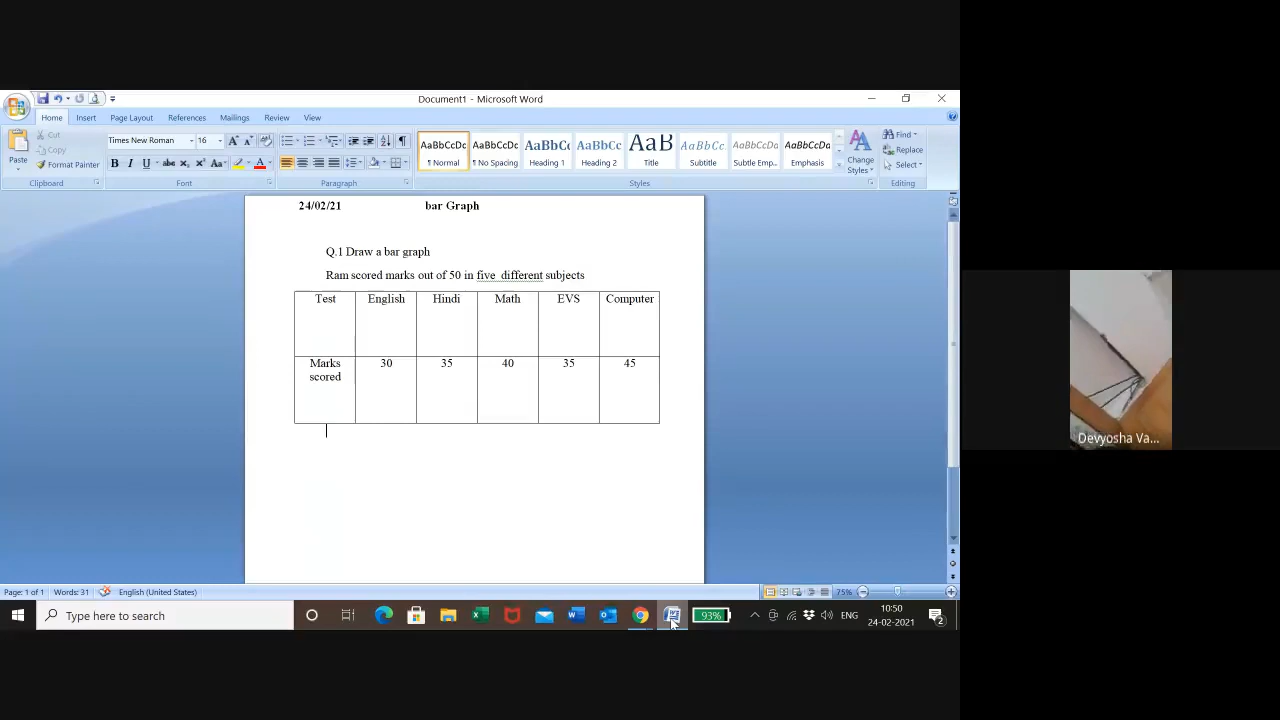 Document1 - Microsoft Word
Home Insert Page Layout References Mailings Review View
Paste
Cut
Copy
Format Painter
Clipboard
Times New Roman 16
Font
Paragraph
AaBbCcDc AaBbCcDc AaBbC AaBbCc AaB AaBbCc. AaBbCcDa AaBbCcDa
¶ Normal ¶ No Spacing Heading 1 Heading 2 Title Subtitle Subtle Emp... Emphasis
Styles
Change Styles
Find
Replace
Select
Editing
24/02/21 bar Graph
Q.1 Draw a bar graph
Ram scored marks out of 50 in five different subjects
Test English Hindi Math EVS Computer
Marks scored 30 35 40 35 45
Page: 1 of 1 Words: 31 English (United States) 75%
Type here to search
93%
ENG
10:50
24-02-2021
2
Devyosha Va...